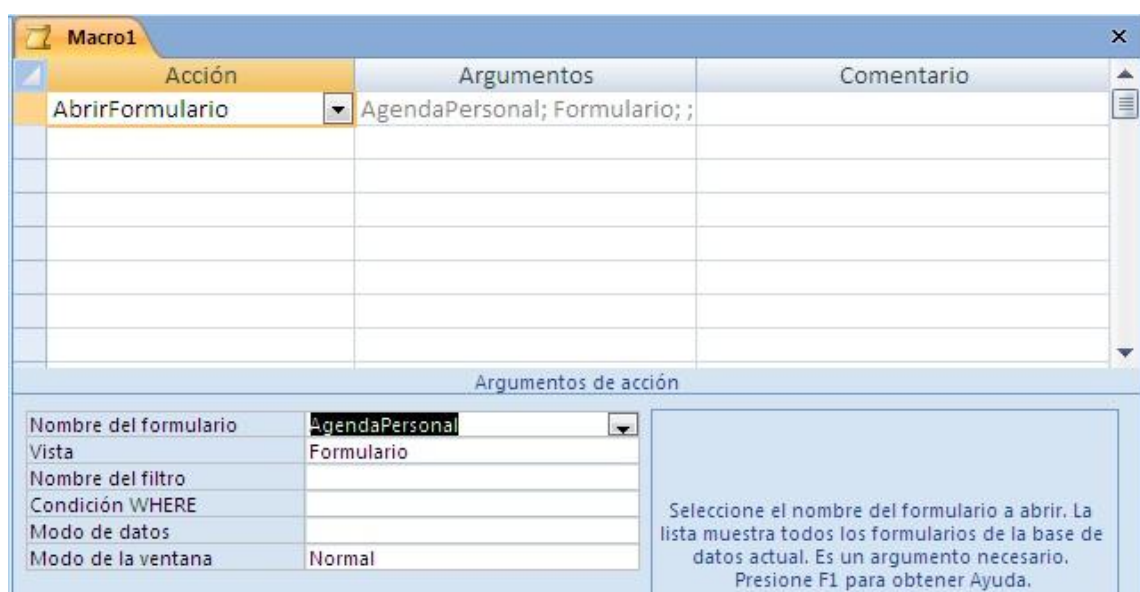 Macro1
Acción Argumentos Comentario
AbrirFormulario AgendaPersonal; Formulario; ;
Argumentos de acción
Nombre del formulario AgendaPersonal
Vista Formulario
Nombre del filtro
Condición WHERE
Modo de datos
Modo de la ventana Normal
Seleccione el nombre del formulario a abrir. La
lista muestra todos los formularios de la base de
datos actual. Es un argumento necesario.
Presione F1 para obtener Ayuda.